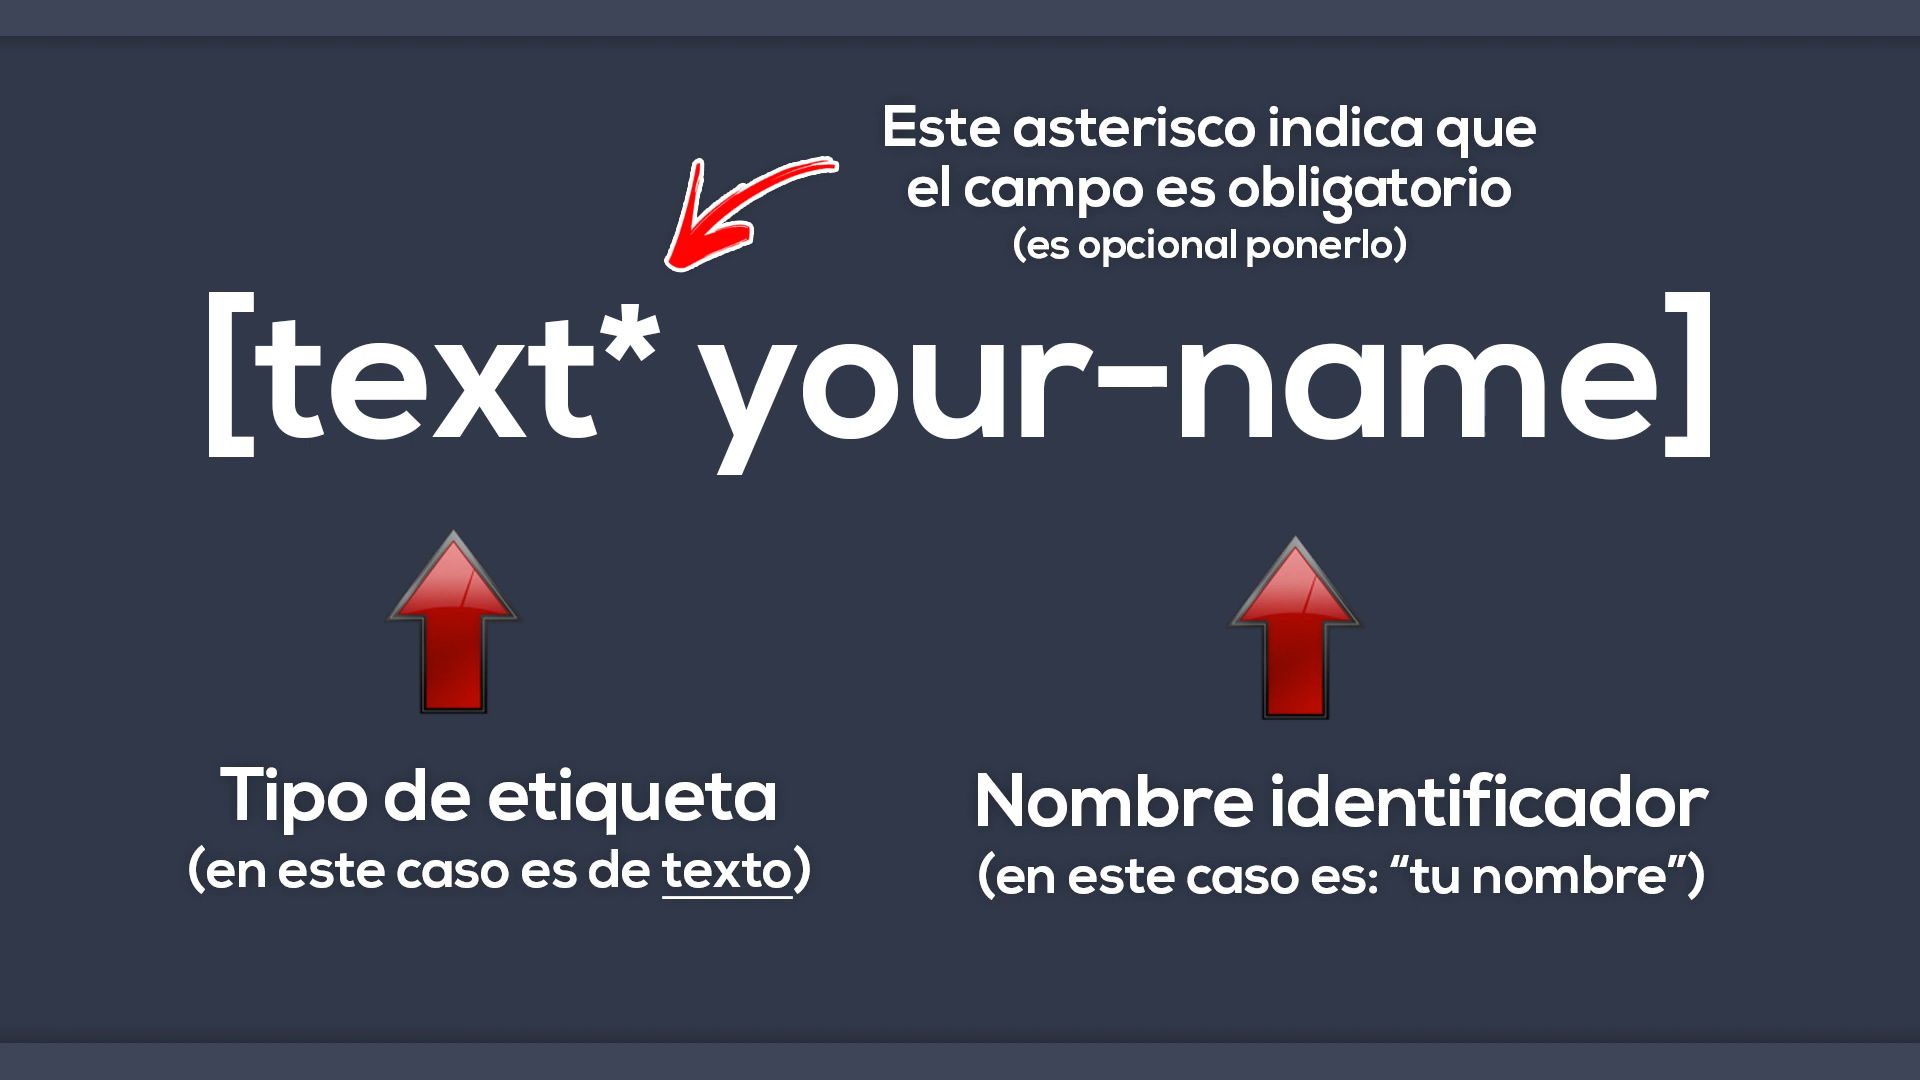 Este asterisco indica que
el campo es obligatorio
(es opcional ponerlo)
[text* your-name]
Tipo de etiqueta
(en este caso es de texto)
Nombre identificador
(en este caso es: “tu nombre”)